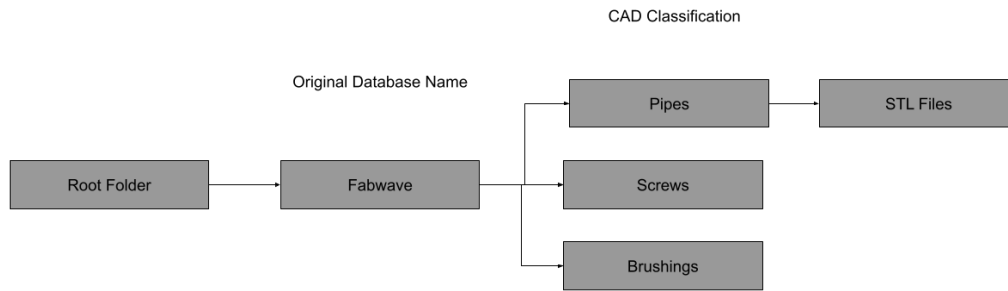 CAD Classification
Original Database Name
Pipes
STL Files
Root Folder
Fabwave
Screws
Brushings